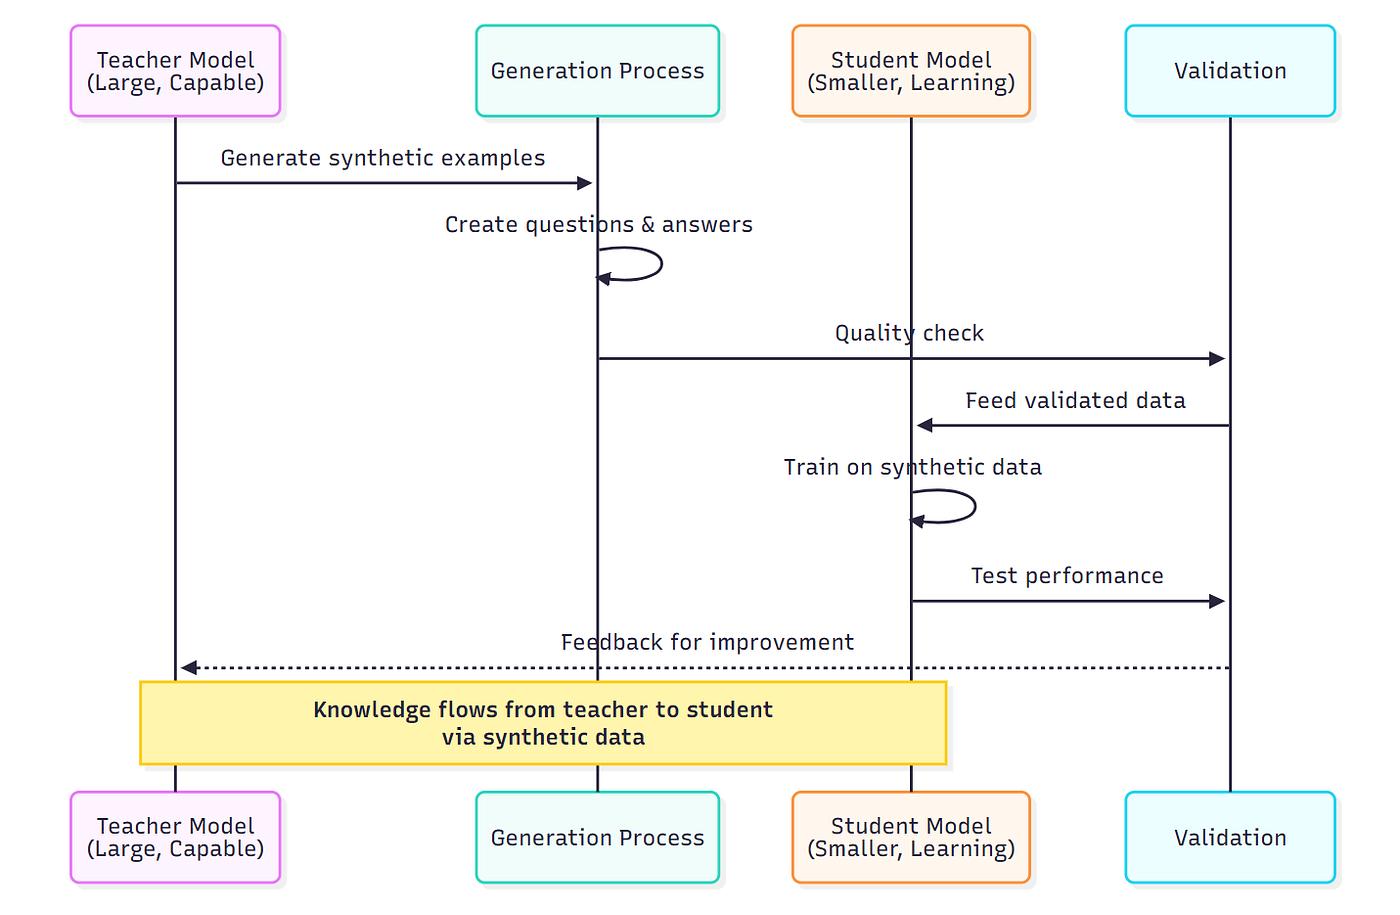 Teacher Model
(Large, Capable)
Generation Process
Student Model
(Smaller, Learning)
Validation
Generate synthetic examples
Create questions & answers
Quality check
Feed validated data
Train on synthetic data
Test performance
Feedback for improvement
Knowledge flows from teacher to student
via synthetic data
Teacher Model
(Large, Capable)
Generation Process
Student Model
(Smaller, Learning)
Validation